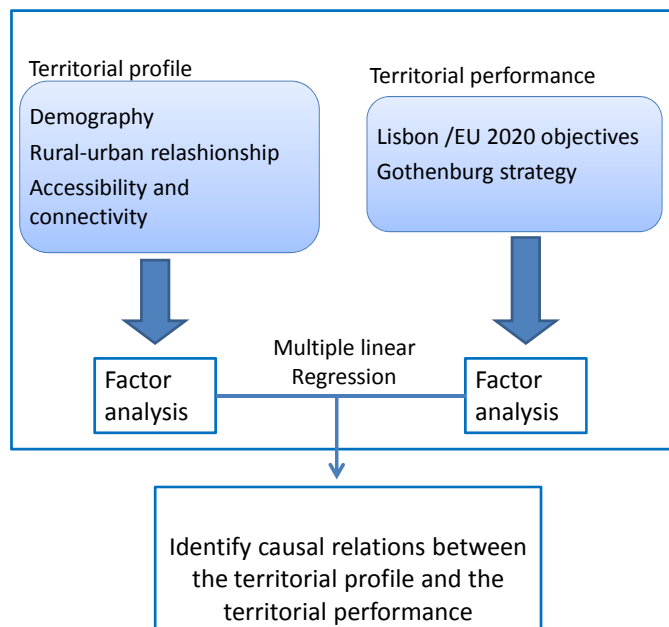 Territorial profile
Demography
Rural-urban relashionship
Accessibility and
connectivity
Territorial performance
Lisbon /EU 2020 objectives
Gothenburg strategy
Multiple linear
Regression
Factor
analysis
Factor
analysis
Identify causal relations between
the territorial profile and the
territorial performance